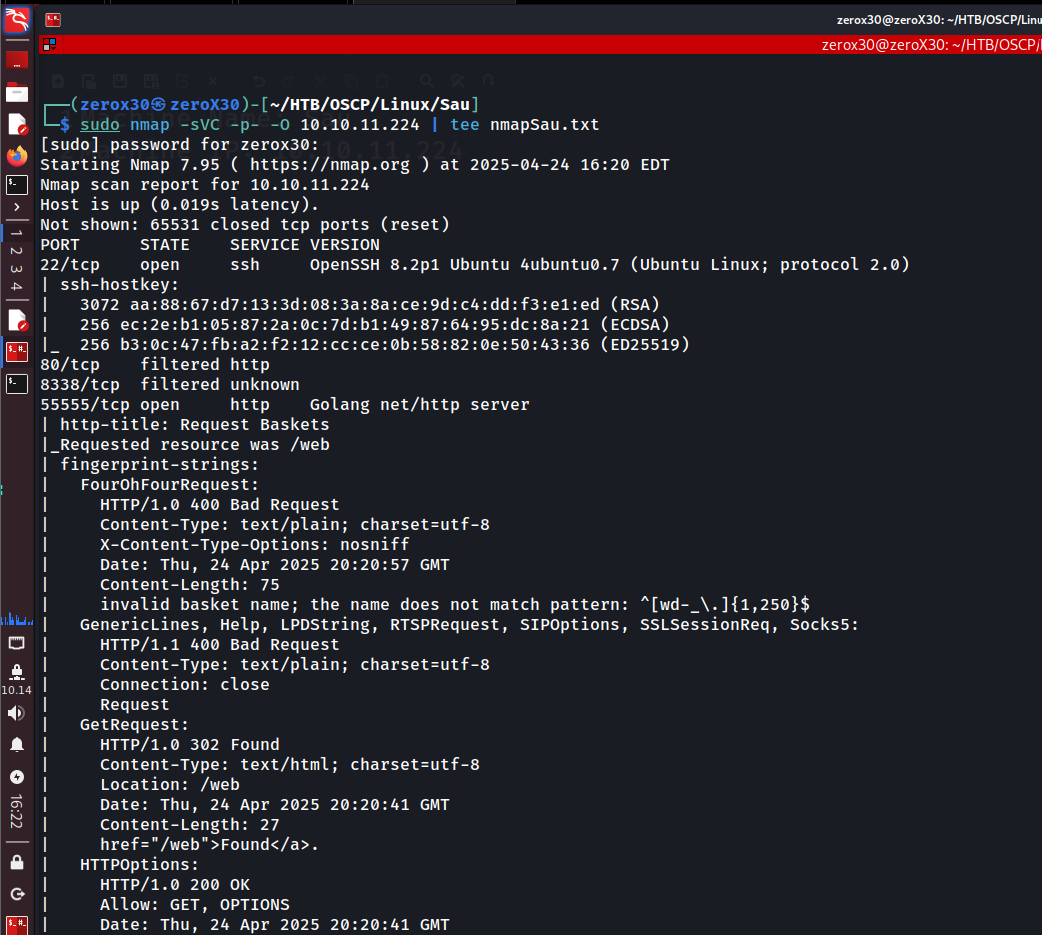 zerox30@zeroX30: ~/HTB/OSCP/Linu
zerox30@zeroX30: ~/HTB/OSCP/
┌──(zerox30㉿zeroX30)-[~/HTB/OSCP/Linux/Sau]
└─$ sudo nmap -sVC -p- -O 10.10.11.224 | tee nmapSau.txt
[sudo] password for zerox30:
Starting Nmap 7.95 ( https://nmap.org ) at 2025-04-24 16:20 EDT
Nmap scan report for 10.10.11.224
Host is up (0.019s latency).
Not shown: 65531 closed tcp ports (reset)
PORT      STATE    SERVICE VERSION
22/tcp    open     ssh     OpenSSH 8.2p1 Ubuntu 4ubuntu0.7 (Ubuntu Linux; protocol 2.0)
| ssh-hostkey:
|   3072 aa:88:67:d7:13:3d:08:3a:8a:ce:9d:c4:dd:f3:e1:ed (RSA)
|   256 ec:2e:b1:05:87:2a:0c:7d:b1:49:87:64:95:dc:8a:21 (ECDSA)
|_  256 b3:0c:47:fb:a2:f2:12:cc:ce:0b:58:82:0e:50:43:36 (ED25519)
80/tcp    filtered http
8338/tcp  filtered unknown
55555/tcp open     http    Golang net/http server
| http-title: Request Baskets
|_Requested resource was /web
| fingerprint-strings:
|   FourOhFourRequest:
|     HTTP/1.0 400 Bad Request
|     Content-Type: text/plain; charset=utf-8
|     X-Content-Type-Options: nosniff
|     Date: Thu, 24 Apr 2025 20:20:57 GMT
|     Content-Length: 75
|     invalid basket name; the name does not match pattern: ^[wd-_\.]{1,250}$
|   GenericLines, Help, LPDString, RTSPRequest, SIPOptions, SSLSessionReq, Socks5:
|     HTTP/1.1 400 Bad Request
|     Content-Type: text/plain; charset=utf-8
|     Connection: close
|     Request
|   GetRequest:
|     HTTP/1.0 302 Found
|     Content-Type: text/html; charset=utf-8
|     Location: /web
|     Date: Thu, 24 Apr 2025 20:20:41 GMT
|     Content-Length: 27
|     href="/web">Found</a>.
|   HTTPOptions:
|     HTTP/1.0 200 OK
|     Allow: GET, OPTIONS
|     Date: Thu, 24 Apr 2025 20:20:41 GMT
1
2
3
4
10.14
16:22